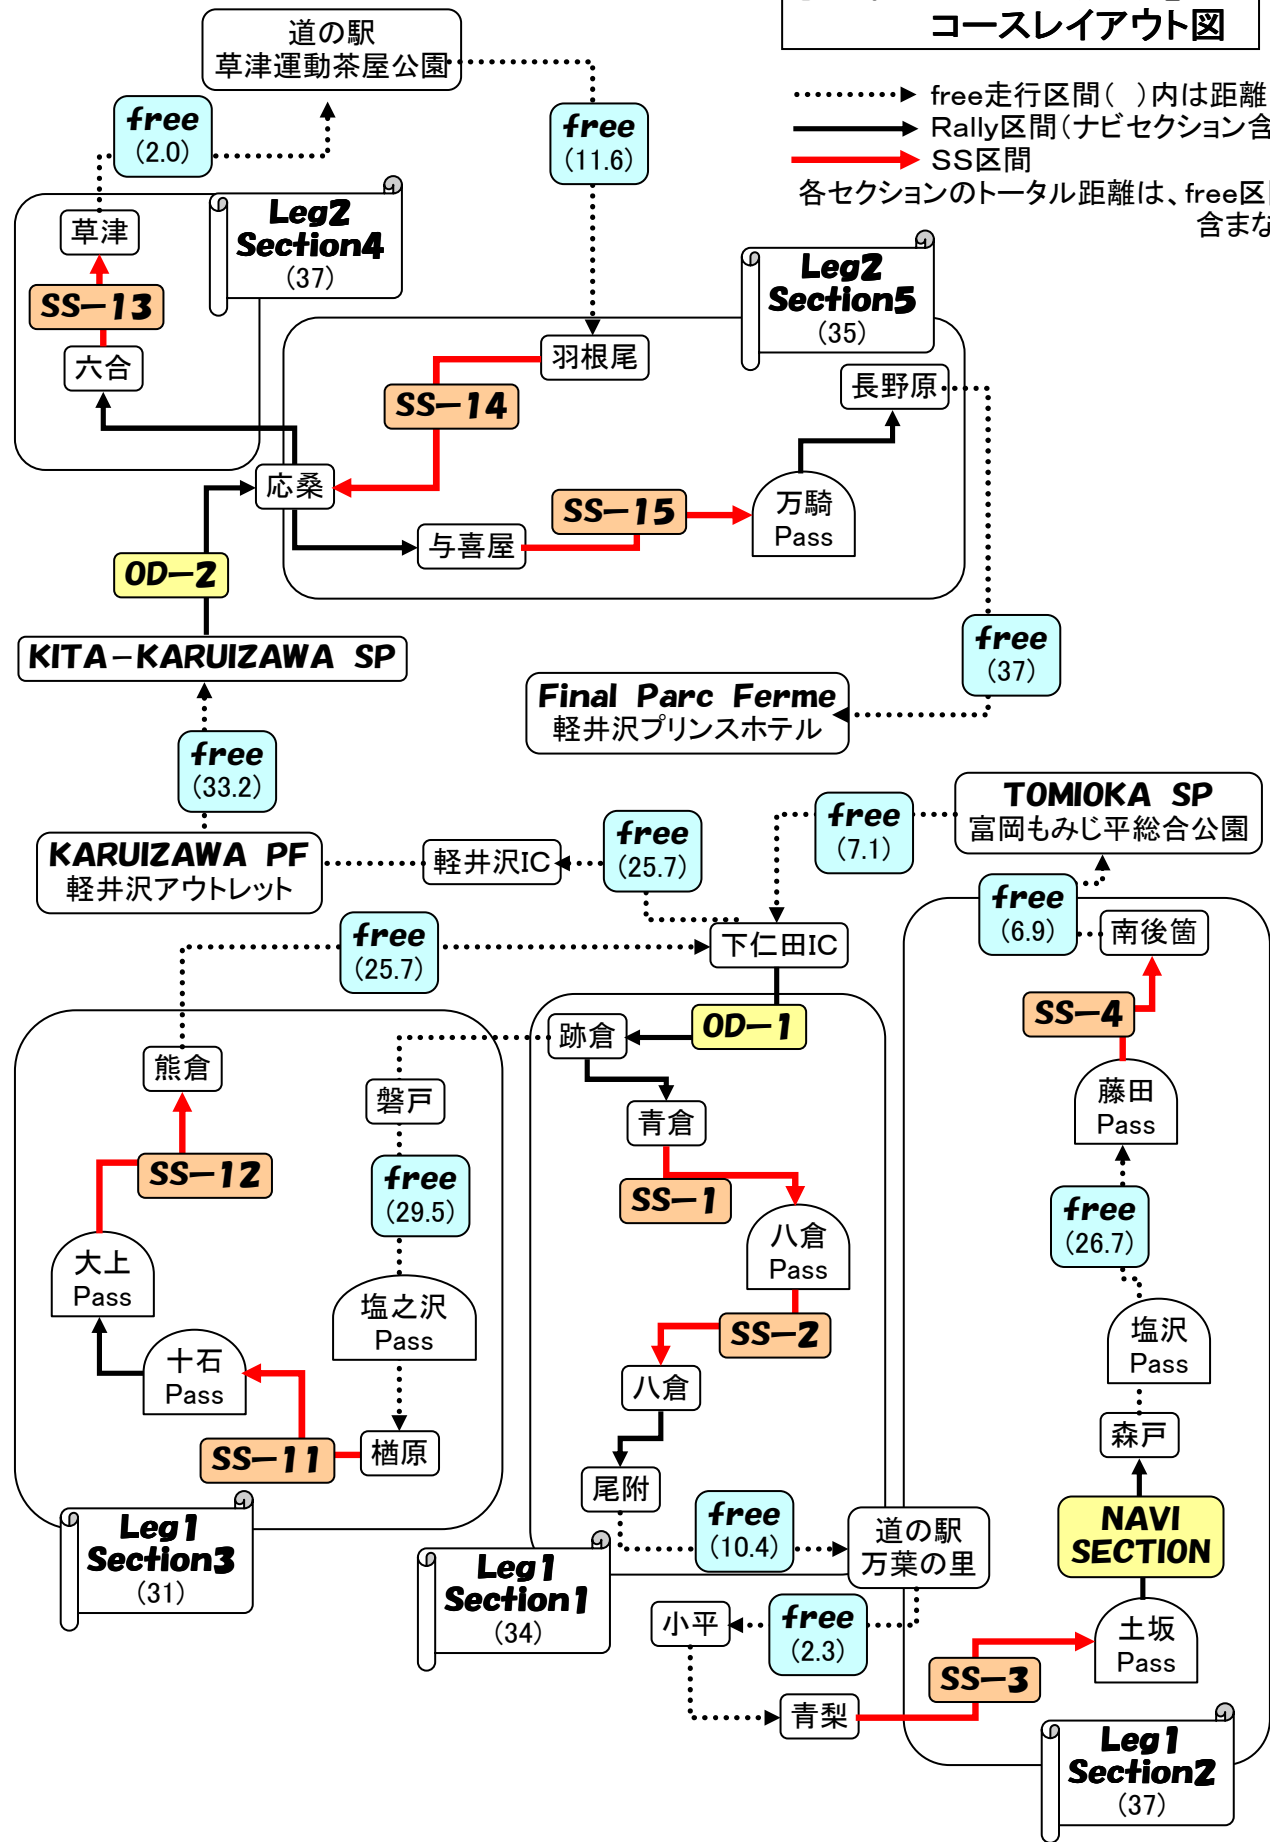 コースレイアウト図
free走行区間(　)内は距離
Rally区間(ナビセクション含
SS区間
各セクションのトータル距離は、free区
含まな
道の駅
草津運動茶屋公園
free
(2.0)
free
(11.6)
草津
Leg2
Section4
(37)
SS－13
六合
Leg2
Section5
(35)
羽根尾
長野原
SS－14
応桑
SS－15
万騎
Pass
与喜屋
OD－2
KITA－KARUIZAWA SP
free
(37)
Final Parc Ferme
軽井沢プリンスホテル
free
(33.2)
KARUIZAWA PF
軽井沢アウトレット
軽井沢IC
free
(25.7)
free
(7.1)
TOMIOKA SP
富岡もみじ平総合公園
free
(6.9)
南後箇
free
(25.7)
下仁田IC
OD－1
跡倉
SS－4
熊倉
磐戸
青倉
藤田
Pass
SS－12
free
(29.5)
SS－1
八倉
Pass
free
(26.7)
大上
Pass
塩之沢
Pass
SS－2
塩沢
Pass
十石
Pass
八倉
SS－11
楢原
森戸
尾附
free
(10.4)
道の駅
万葉の里
NAVI
SECTION
Leg1
Section3
(31)
Leg1
Section1
(34)
小平
free
(2.3)
土坂
Pass
SS－3
青梨
Leg1
Section2
(37)